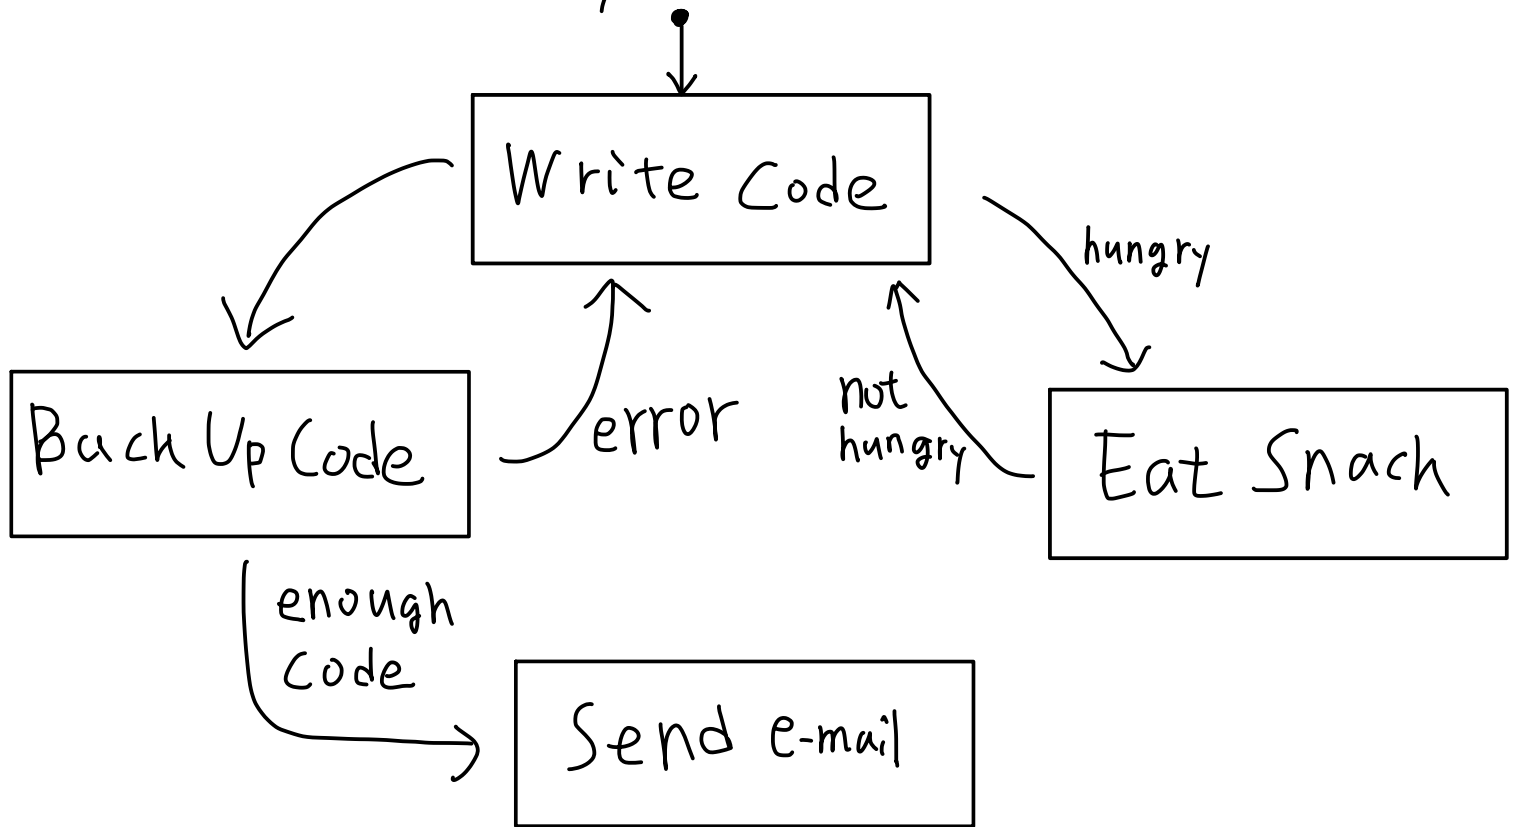 Write Code
hungry
error
not
hungry
Back Up Code
Eat Snack
enough
code
Send e-mail